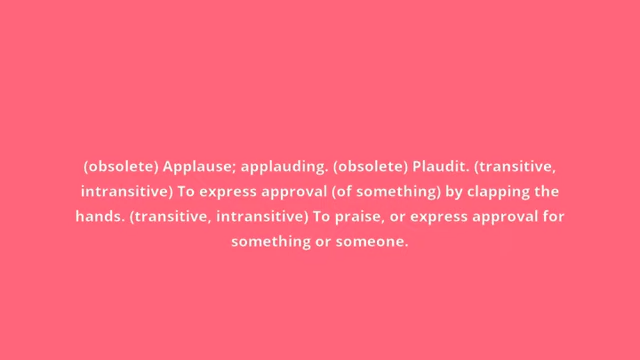 (obsolete) Applause; applauding. (obsolete) Plaudit. (transitive,
intransitive) To express approval (of something) by clapping the
hands. (transitive, intransitive) To praise, or express approval for
something or someone.